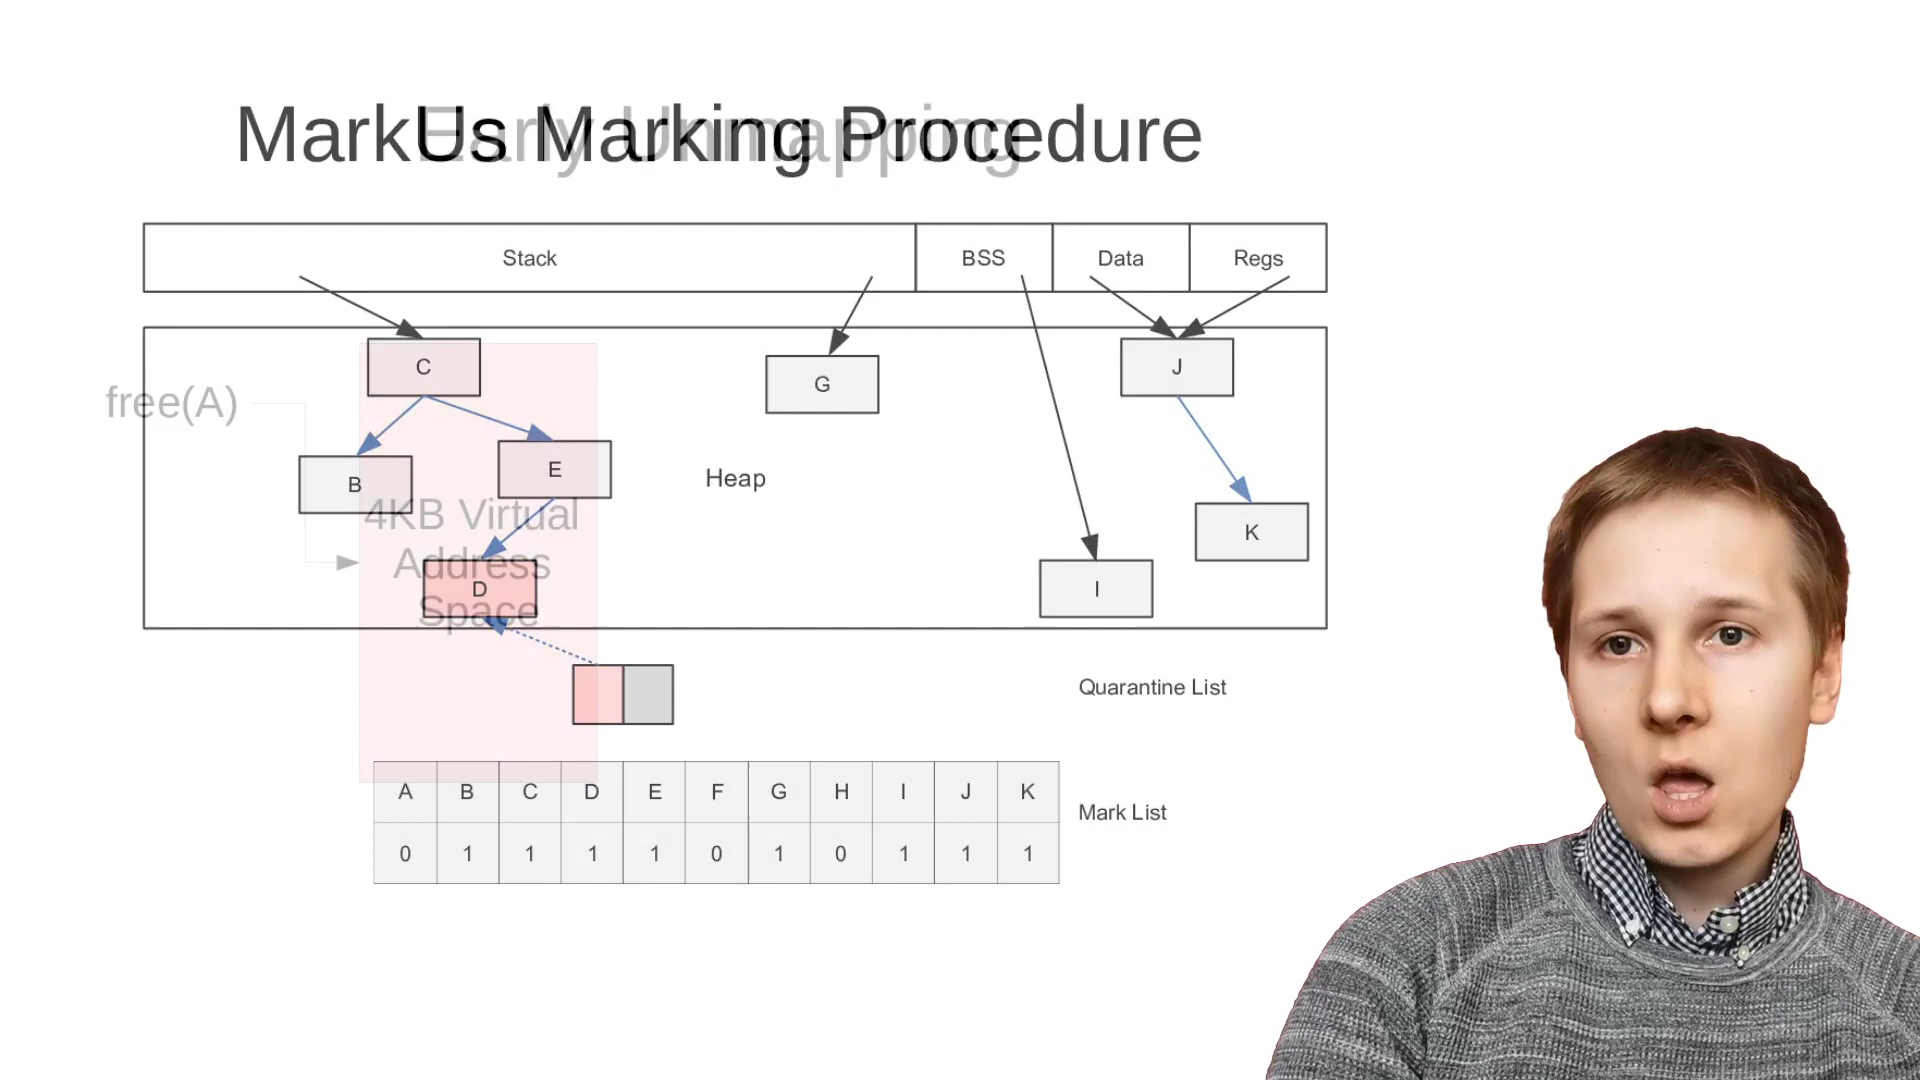 MarkUs Marking Procedure
Early Unmapping
Stack
BSS
Data
Regs
C
G
J
free(A)
B
E
Heap
4KB Virtual
Address
Space
K
D
I
Quarantine List
A B C D E F G H I J K
Mark List
0 1 1 1 1 0 1 0 1 1 1